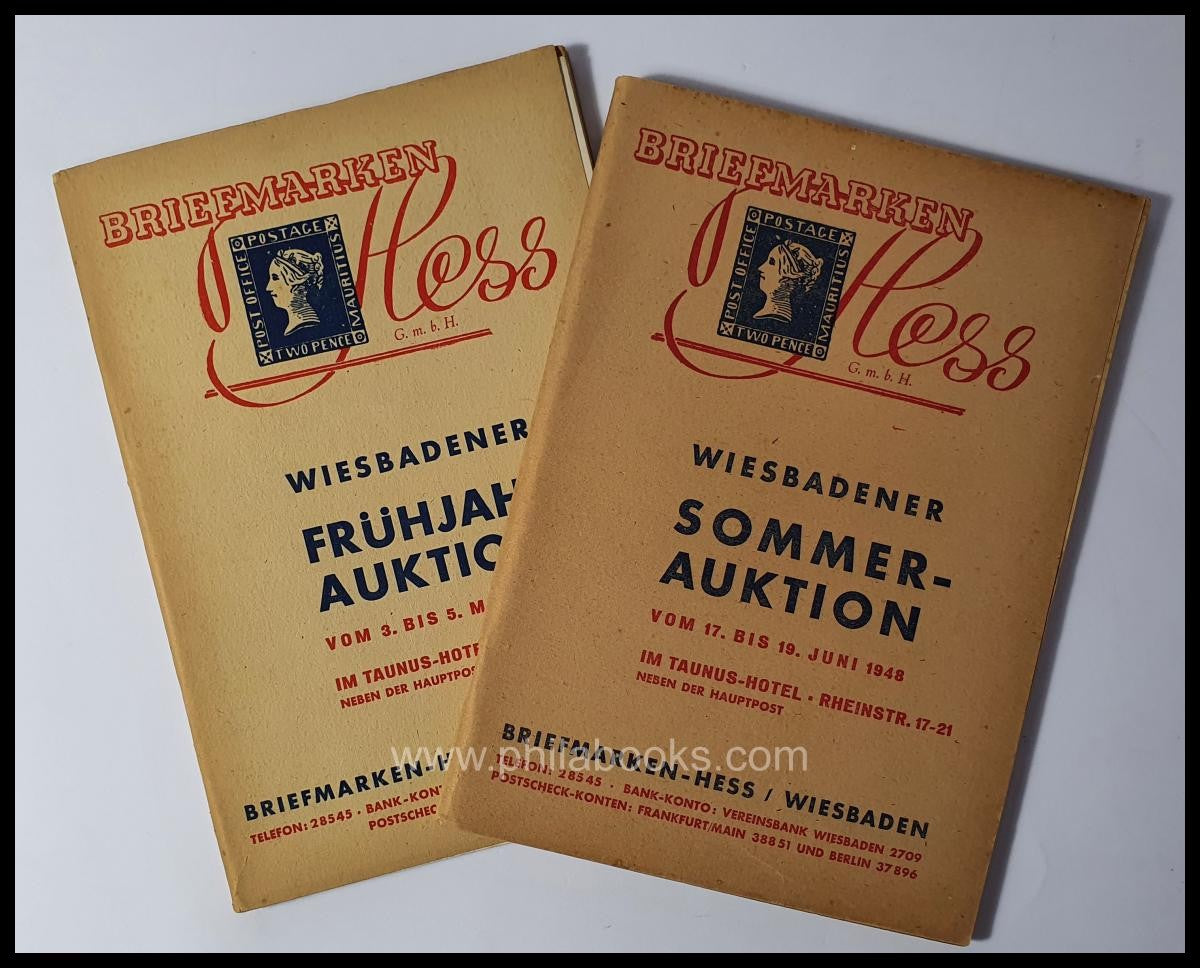 BRIEFMARKEN
Hess
POSTAGE
POST OFFICE
MAURITIUS
TWO PENCE
G. m. b. H.
WIESBADENER
AUKTIO
VOM 3. BIS 5. M
IM TAUNUS-HOTE
NEBEN DER HAUPTPOS
BRIEFMARKEN-H
TELEFON: 28545 · BANK-KON
POSTSCHECK
BRIEFMARKEN
Hess
POSTAGE
POST OFFICE
MAURITIUS
TWO PENCE
G. m. b. H.
WIESBADENER
SOMMER-
AUKTION
VOM 17. BIS 19. JUNI 1948
IM TAUNUS-HOTEL · RHEINSTR. 17-21
NEBEN DER HAUPTPOST
BRIEFMARKEN-HESS / WIESBADEN
TELEFON: 28545 · BANK-KONTO: VEREINSBANK WIESBADEN 2709
POSTSCHECK-KONTEN: FRANKFURT/MAIN 38851 UND BERLIN 37896
www.philabooks.com